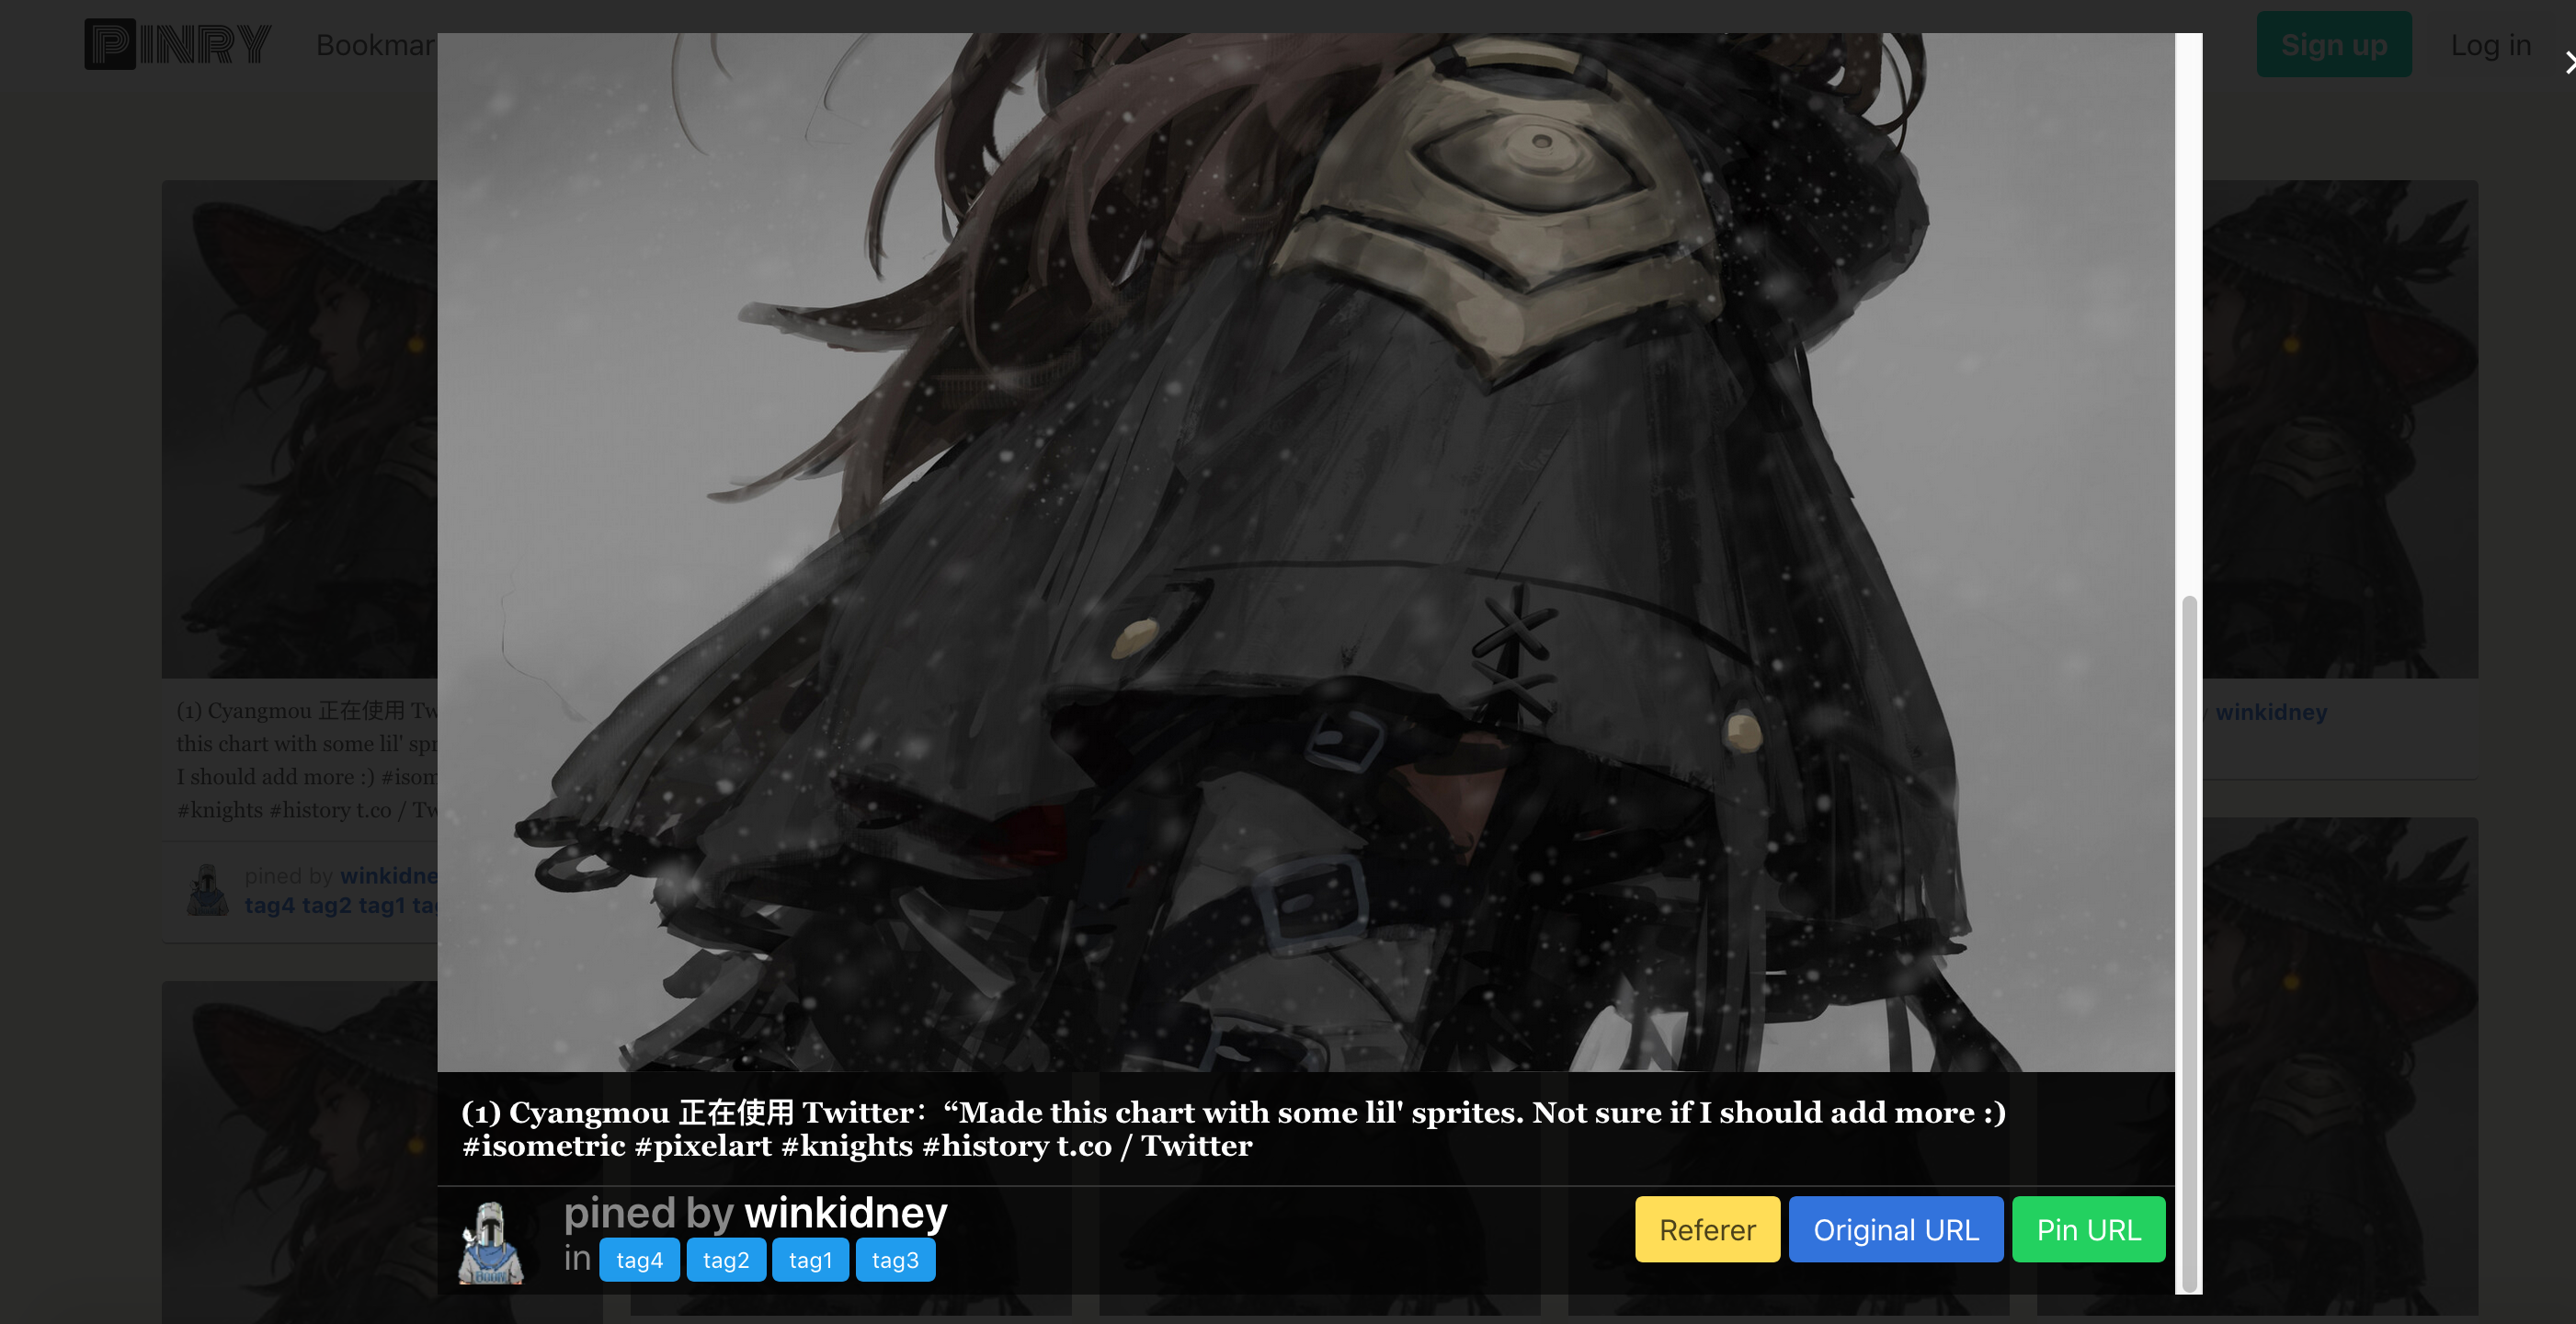 PINRY
Bookmar
Sign up
Log in
(1) Cyangmou 正在使用 Tw
this chart with some lil' spr
I should add more :) #isom
#knights #history t.co / Tw
pined by winkidne
tag4 tag2 tag1 tag
winkidney
(1) Cyangmou 正在使用 Twitter: “Made this chart with some lil' sprites. Not sure if I should add more :)
#isometric #pixelart #knights #history t.co / Twitter
pined by winkidney
in tag4 tag2 tag1 tag3
Referer
Original URL
Pin URL